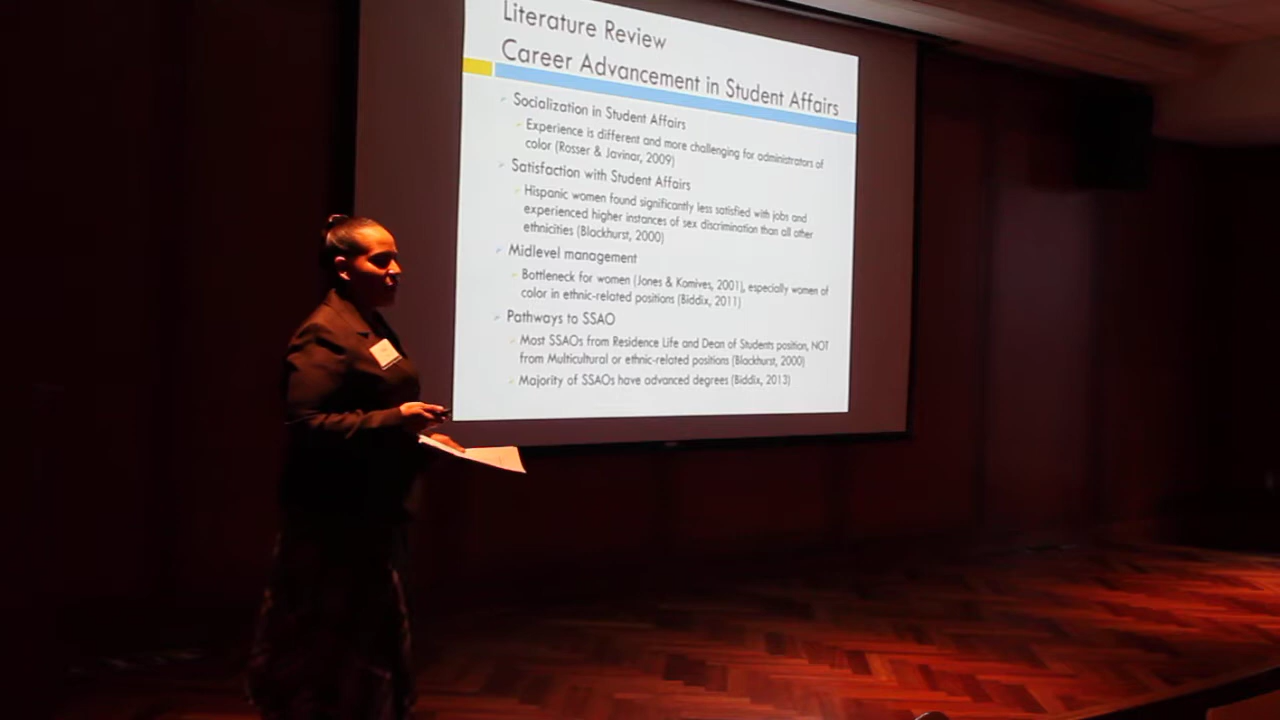 Literature Review
Career Advancement in Student Affairs
Socialization in Student Affairs
Experience is different and more challenging for administrators of
color (Rosser & Javinar, 2009)
Satisfaction with Student Affairs
Hispanic women found significantly less satisfied with jobs and
experienced higher instances of sex discrimination than all other
ethnicities (Blackhurst, 2000)
Midlevel management
Bottleneck for women (Jones & Komives, 2001), especially women of
color in ethnic-related positions (Biddix, 2011)
Pathways to SSAO
Most SSAOs from Residence Life and Dean of Students position, NOT
from Multicultural or ethnic-related positions (Blackhurst, 2000)
Majority of SSAOs have advanced degrees (Biddix, 2013)